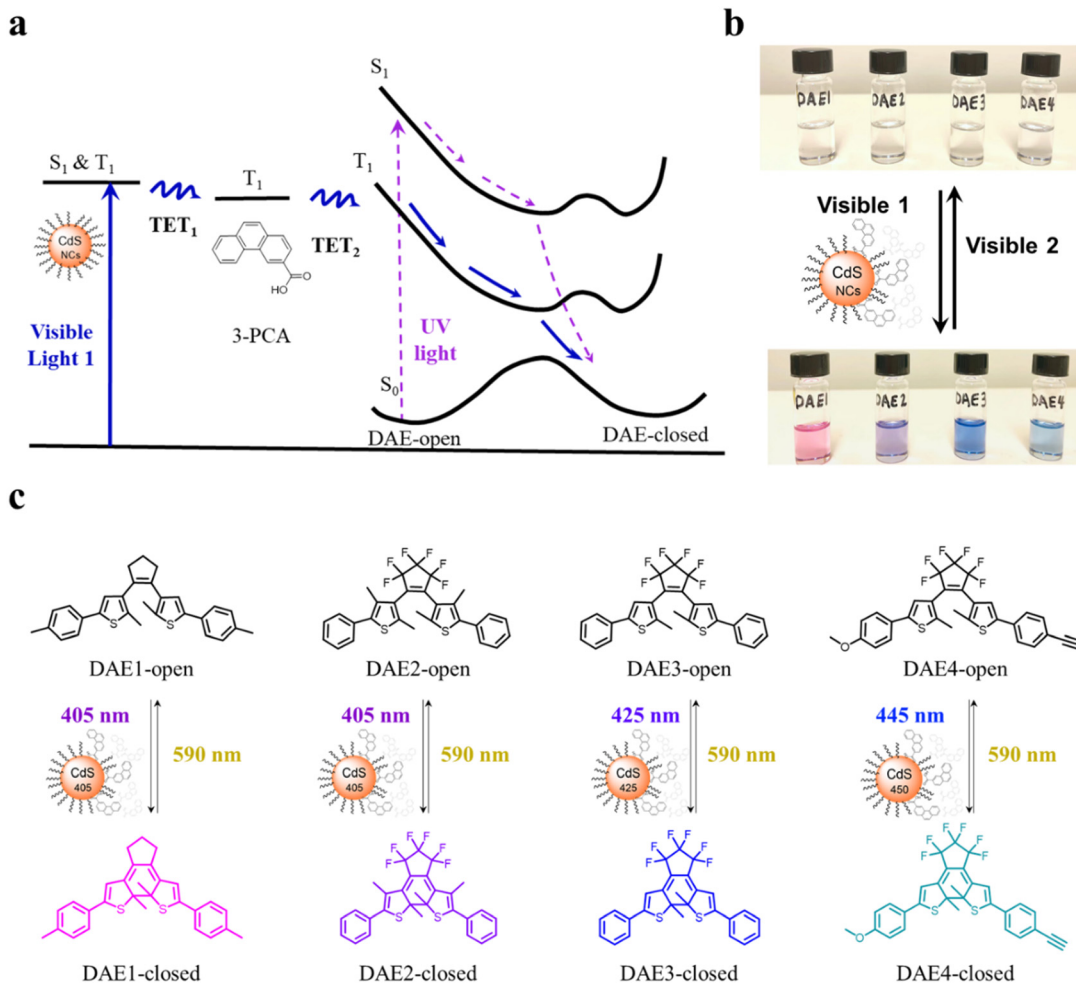 a
b
S1
S1 & T1
T1
T1
TET1
TET2
CdS
NCs
OH
O
3-PCA
Visible
Light 1
UV
light
S0
DAE-open
DAE-closed
DAE1
DAE2
DAE3
DAE4
Visible 1
Visible 2
CdS
NCs
DAE1
DAE2
DAE3
DAE4
c
S S
F F F F F F
S S
F F F F F F
S S
F F F F F F
O S S
DAE1-open
DAE2-open
DAE3-open
DAE4-open
405 nm
590 nm
CdS
405
405 nm
590 nm
CdS
405
425 nm
590 nm
CdS
425
445 nm
590 nm
CdS
450
S S
F F F F F F
S S
F F F F F F
S S
F F F F F F
O S S
DAE1-closed
DAE2-closed
DAE3-closed
DAE4-closed